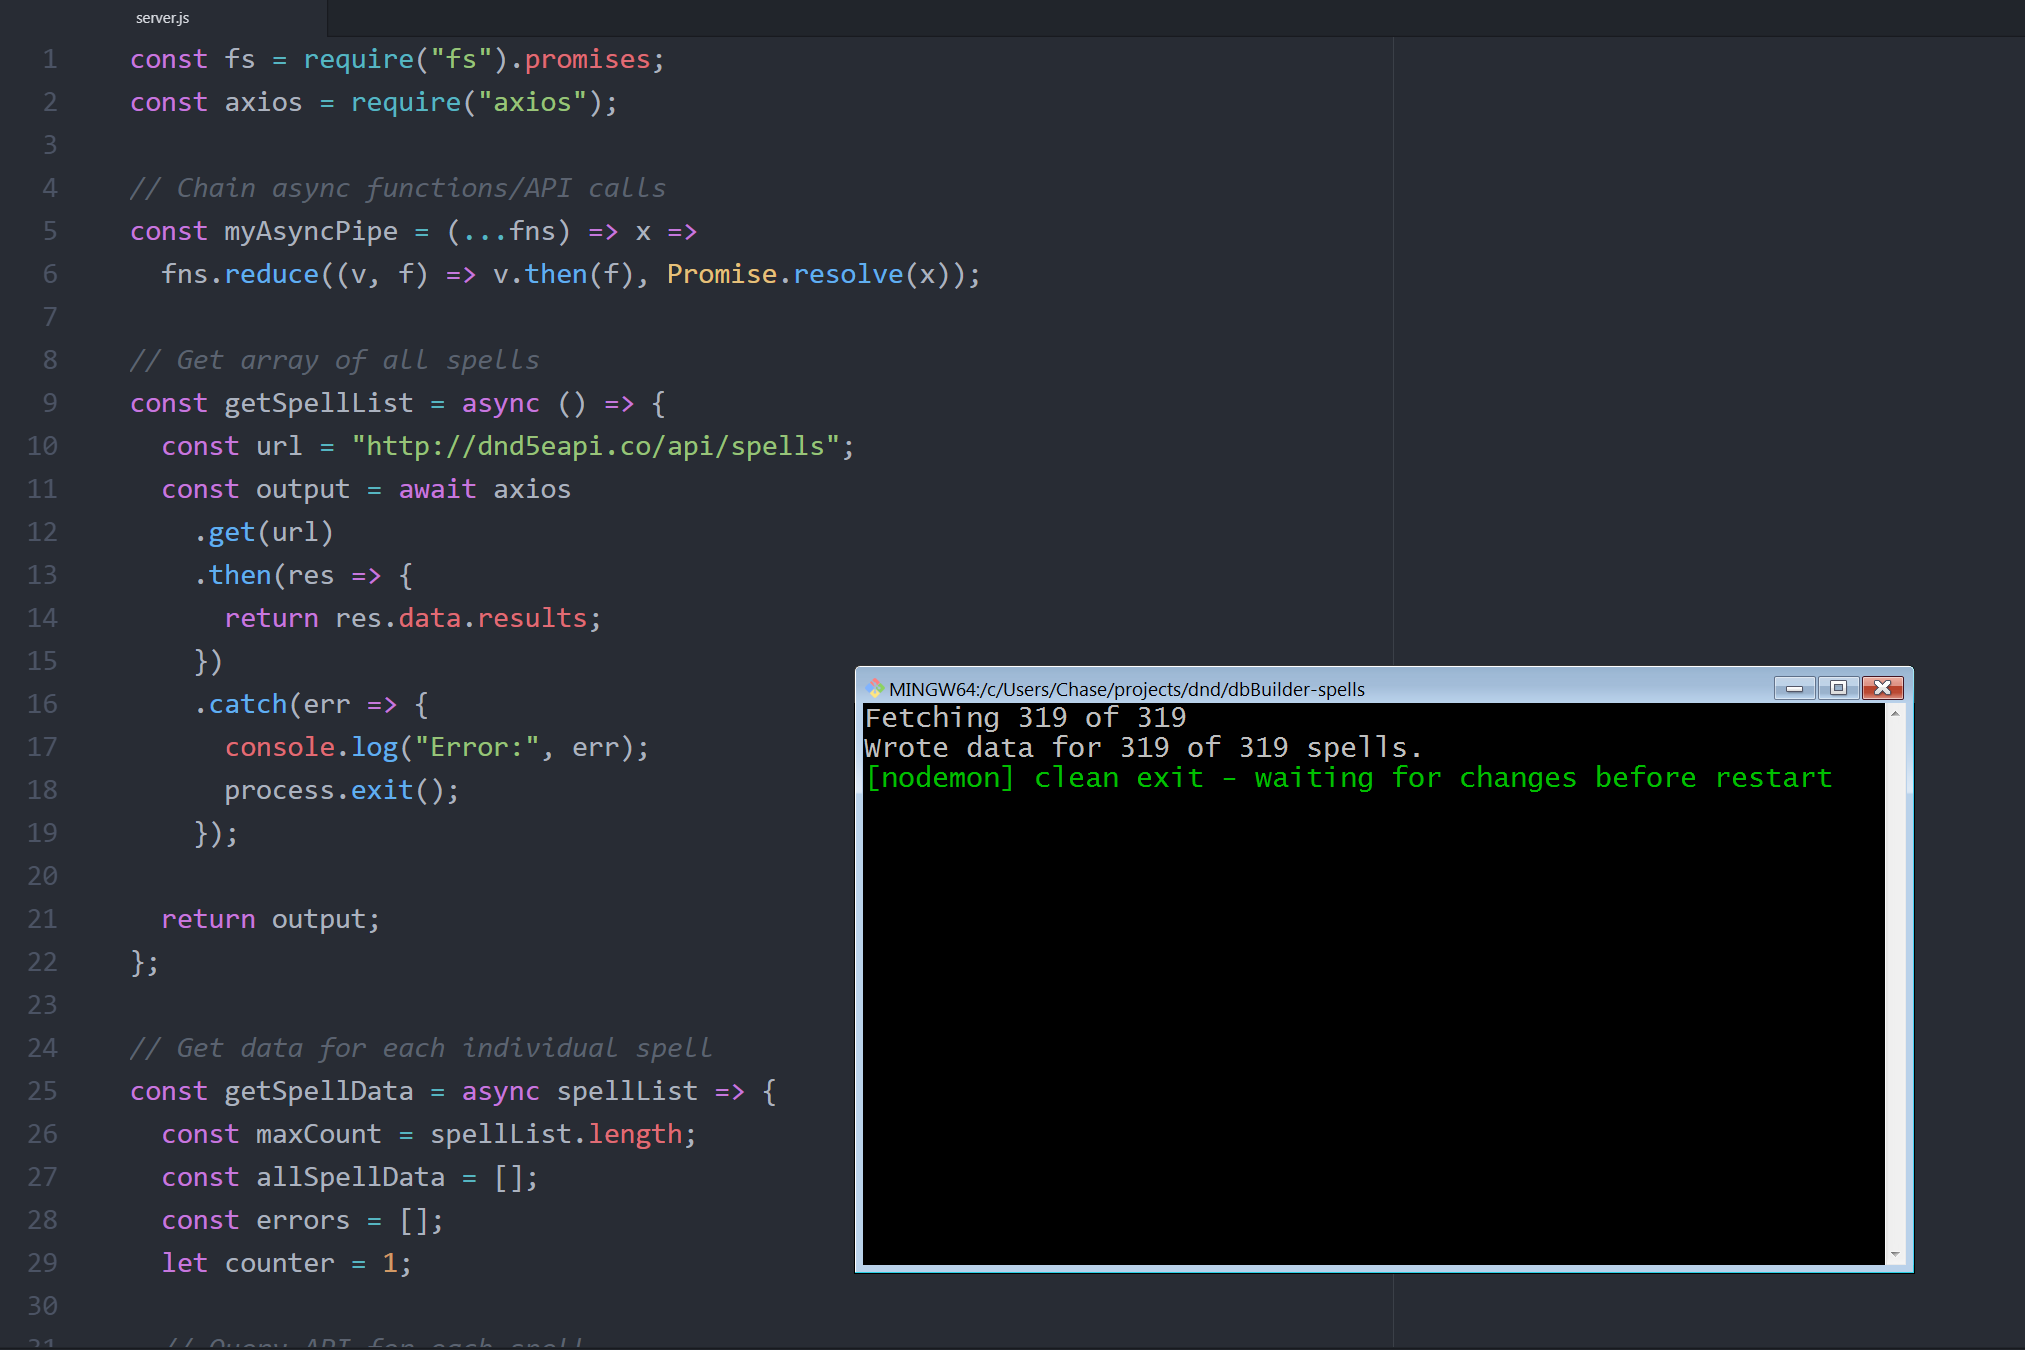 server.js
1 const fs = require("fs").promises;
2 const axios = require("axios");
3
4 // Chain async functions/API calls
5 const myAsyncPipe = (...fns) => x =>
6 fns.reduce((v, f) => v.then(f), Promise.resolve(x));
7
8 // Get array of all spells
9 const getSpellList = async () => {
10 const url = "http://dnd5eapi.co/api/spells";
11 const output = await axios
12 .get(url)
13 .then(res => {
14 return res.data.results;
15 })
16 .catch(err => {
17 console.log("Error:", err);
18 process.exit();
19 });
20
21 return output;
22 };
23
24 // Get data for each individual spell
25 const getSpellData = async spellList => {
26 const maxCount = spellList.length;
27 const allSpellData = [];
28 const errors = [];
29 let counter = 1;
30
31 // Query API for each spell
MINGW64:/c/Users/Chase/projects/dnd/dbBuilder-spells
Fetching 319 of 319
Wrote data for 319 of 319 spells.
[nodemon] clean exit - waiting for changes before restart